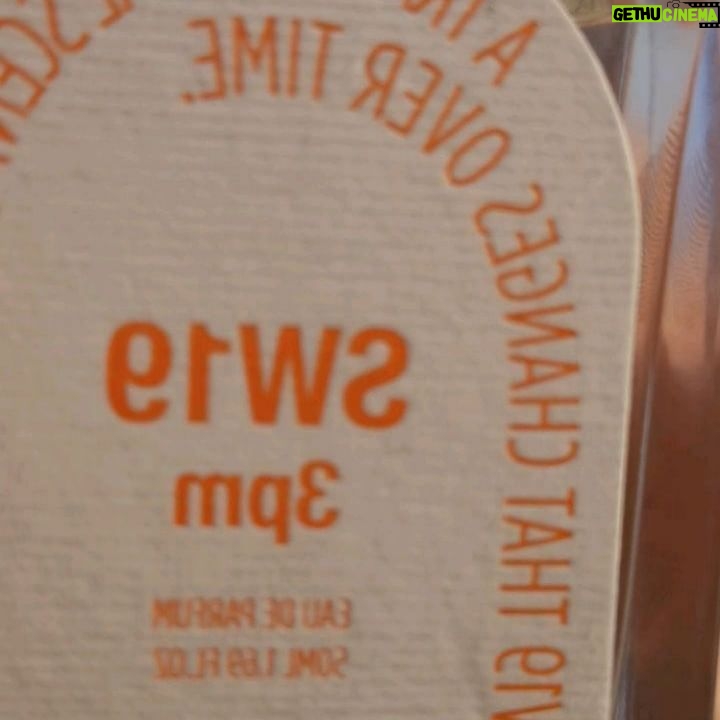 GETHUCINEMA
A
THAT CHANGES OVER TIME.
SW19
3pm
EAU DE PARFUM
50ML 1.69 FL.OZ